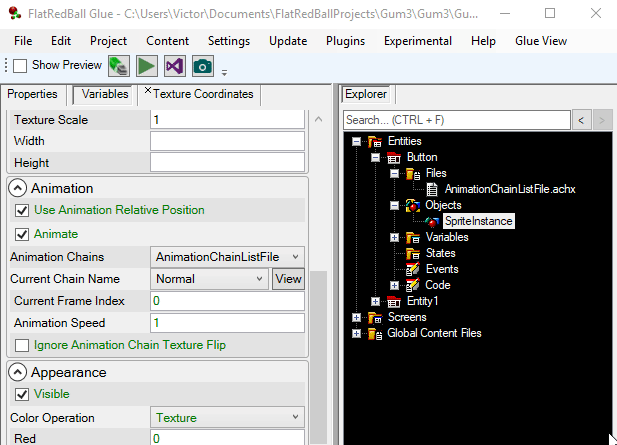 FlatRedBall Glue - C:\Users\Victor\Documents\FlatRedBallProjects\Gum3\Gum3\Gu...
File Update Project Content Settings Plugins Experimental Help Glue View
Show Preview
Properties Variables Texture Coordinates
Texture Scale 1
Width
Height
Animation
Use Animation Relative Position
Animate
Animation Chains AnimationChainListFile
Current Chain Name Normal View
Current Frame Index 0
Animation Speed 1
Ignore Animation Chain Texture Flip
Appearance
Visible
Color Operation Texture
Red 0
Explorer
Search... (CTRL + F) < >
Entities
Button
Files
AnimationChainListFile.achx
Objects
SpriteInstance
Variables
States
Events
Code
Entity1
Screens
Global Content Files